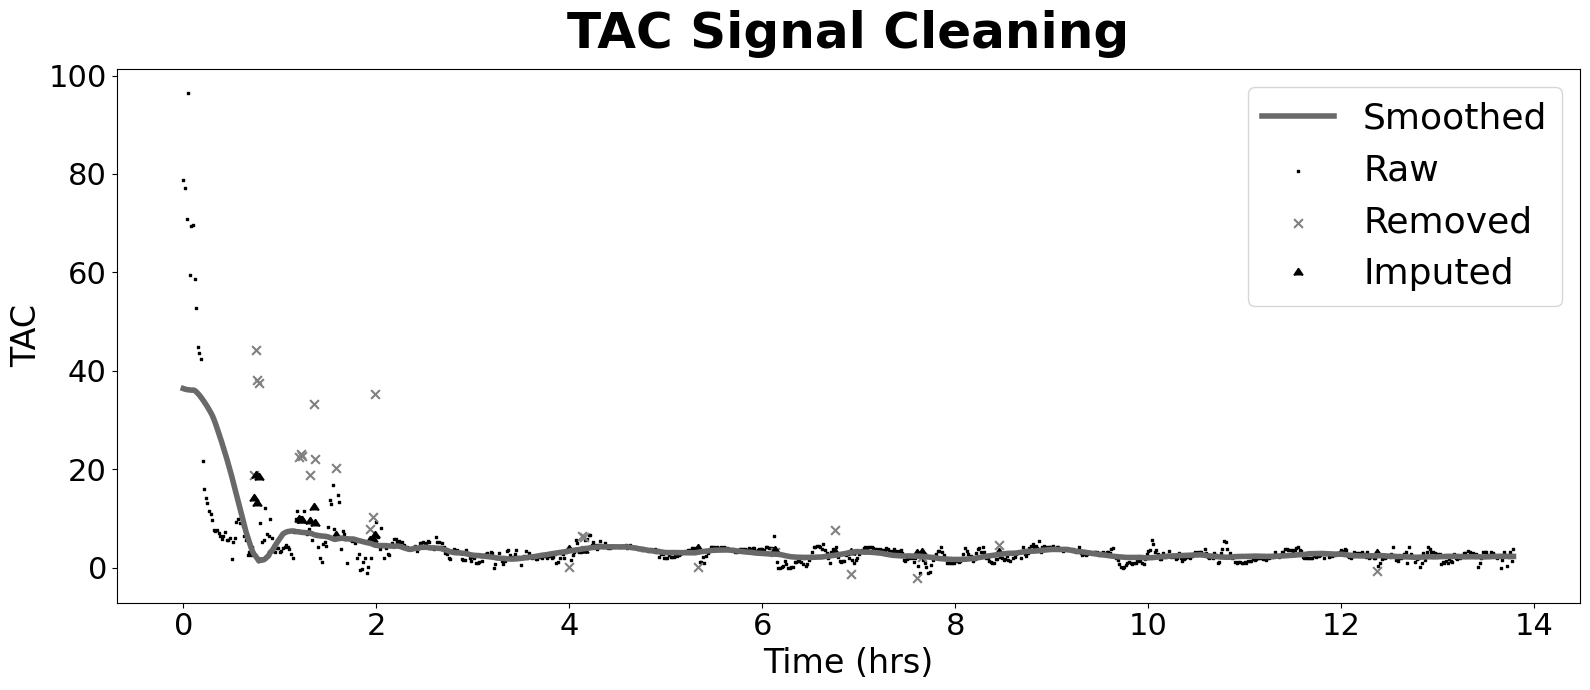 TAC Signal Cleaning
100
80
60
40
20
0
TAC
Smoothed
Raw
Removed
Imputed
0 2 4 6 8 10 12 14
Time (hrs)